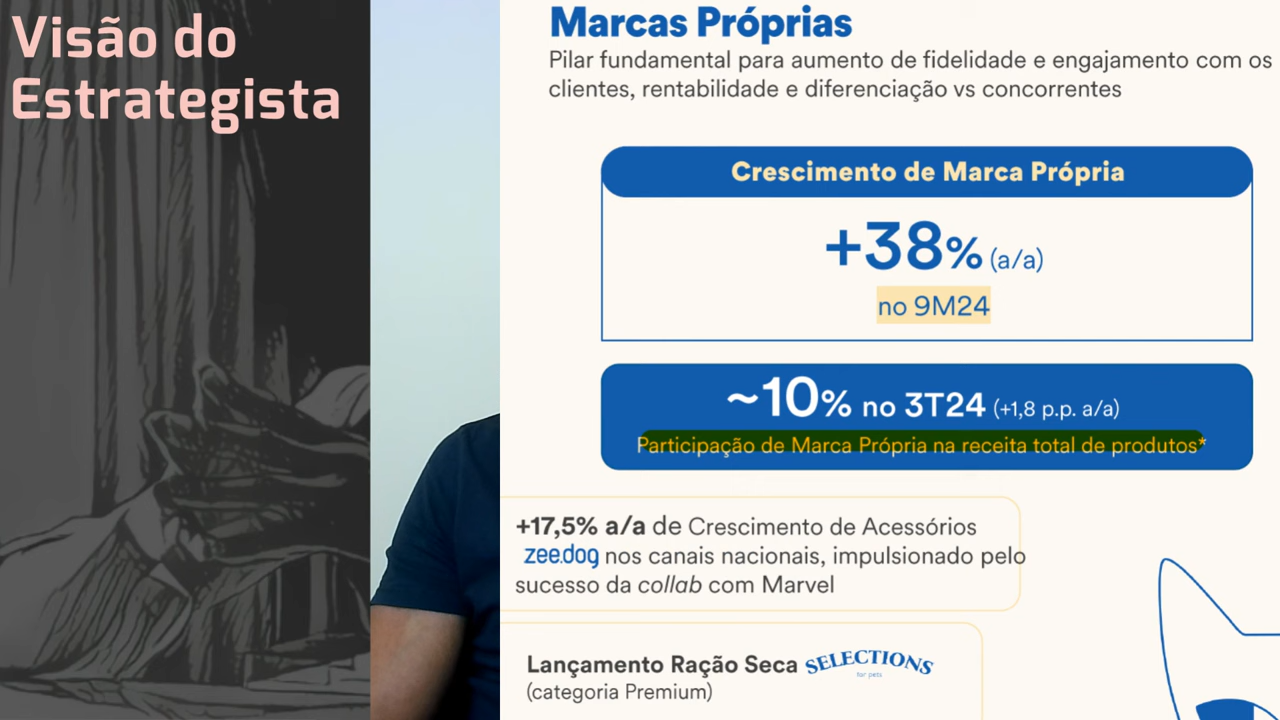 Visão do
Estrategista
Marcas Próprias
Pilar fundamental para aumento de fidelidade e engajamento com os
clientes, rentabilidade e diferenciação vs concorrentes
Crescimento de Marca Própria
+38% (a/a)
no 9M24
~10% no 3T24 (+1,8 p.p. a/a)
Participação de Marca Própria na receita total de produtos*
+17,5% a/a de Crescimento de Acessórios
zee.dog nos canais nacionais, impulsionado pelo
sucesso da collab com Marvel
Lançamento Ração Seca SELECTIONS
for pets
(categoria Premium)